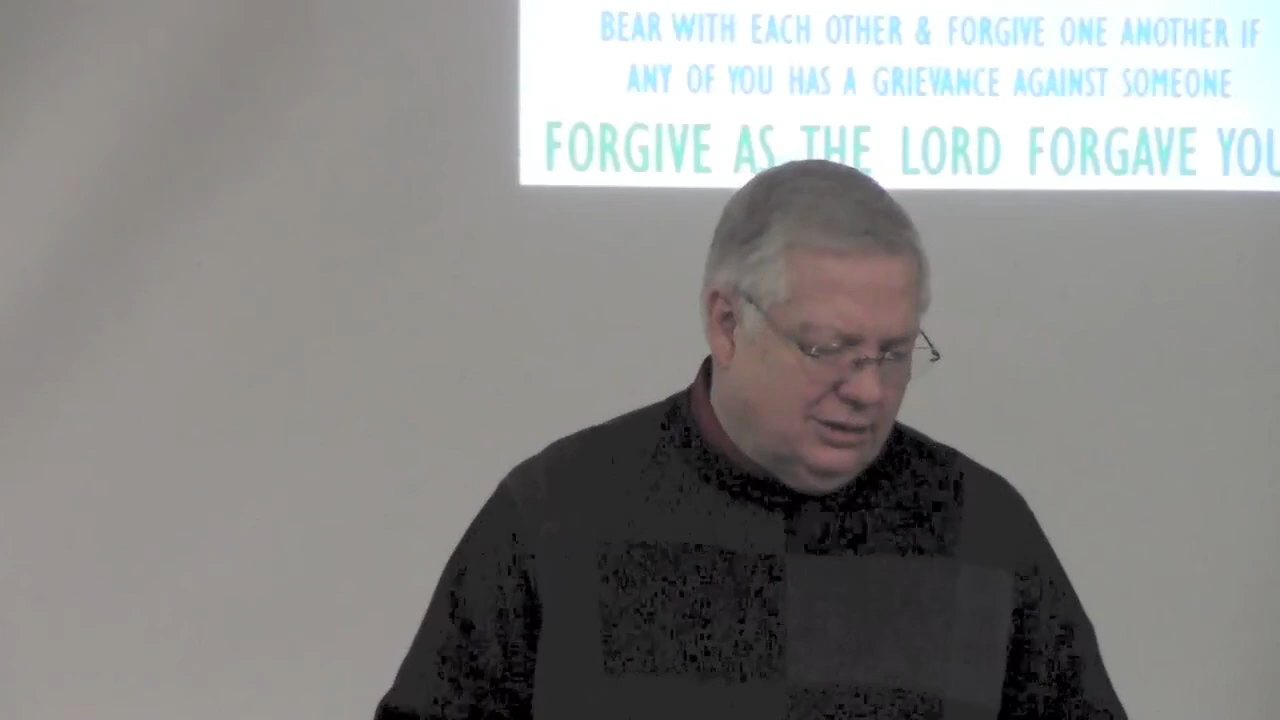 BEAR WITH EACH OTHER & FORGIVE ONE ANOTHER IF
ANY OF YOU HAS A GRIEVANCE AGAINST SOMEONE
FORGIVE AS THE LORD FORGAVE YOU